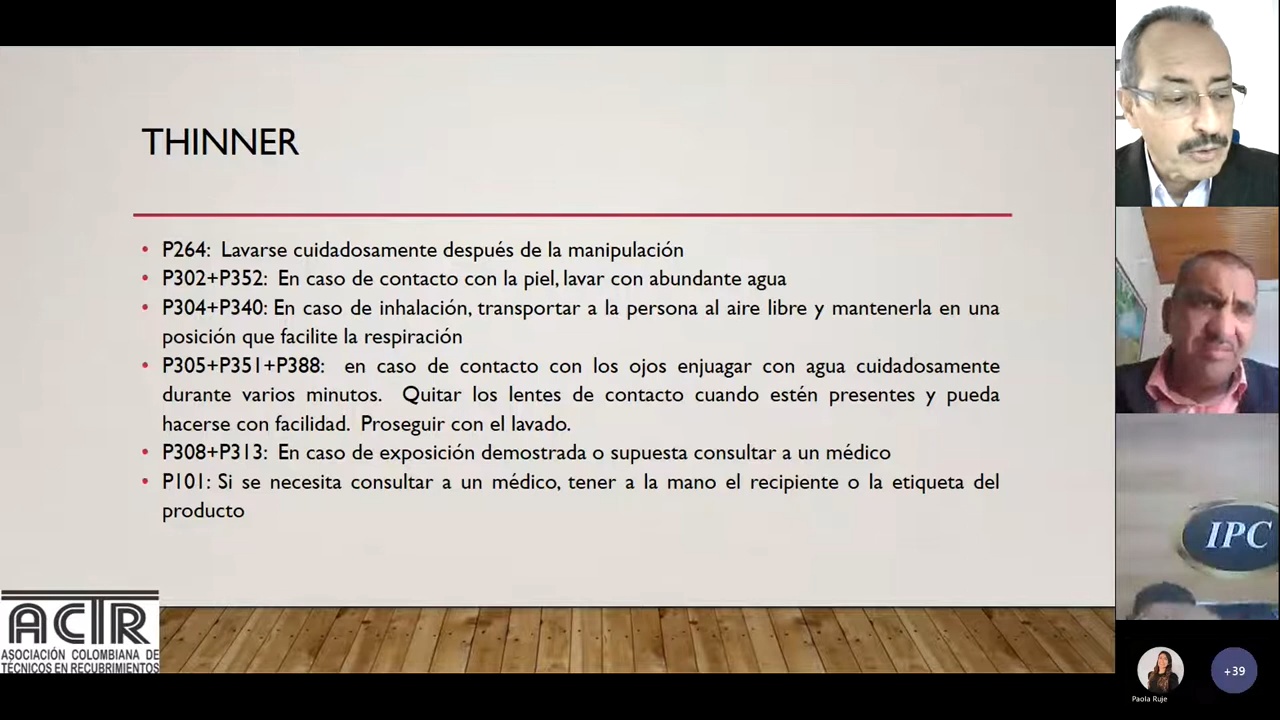 THINNER
• P264: Lavarse cuidadosamente después de la manipulación
• P302+P352: En caso de contacto con la piel, lavar con abundante agua
• P304+P340: En caso de inhalación, transportar a la persona al aire libre y mantenerla en una
posición que facilite la respiración
• P305+P351+P388: en caso de contacto con los ojos enjuagar con agua cuidadosamente
durante varios minutos. Quitar los lentes de contacto cuando estén presentes y pueda
hacerse con facilidad. Proseguir con el lavado.
• P308+P313: En caso de exposición demostrada o supuesta consultar a un médico
• P101: Si se necesita consultar a un médico, tener a la mano el recipiente o la etiqueta del
producto
ACTR
ASOCIACIÓN COLOMBIANA DE
TÉCNICOS EN RECUBRIMIENTOS
IPC
+39
Paola Ruje